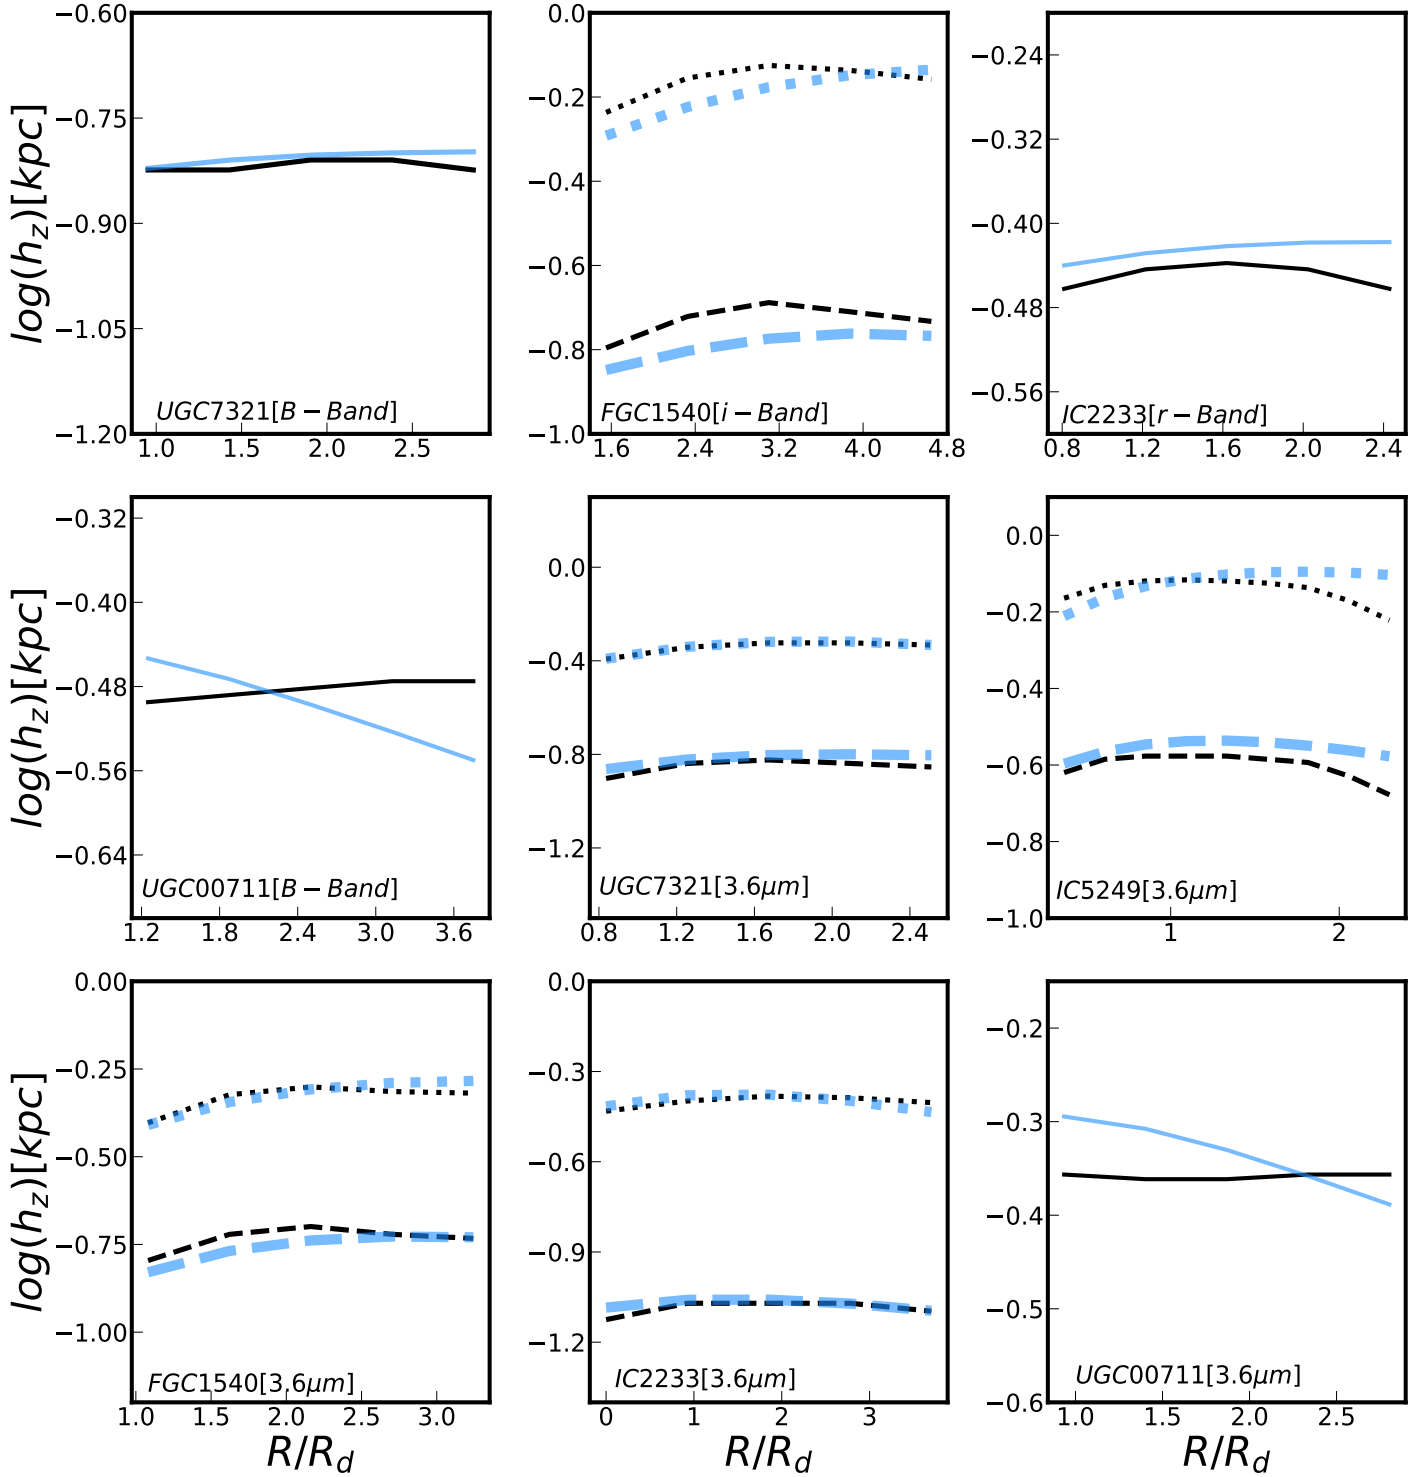 log(h_z)[kpc]
−0.60
−0.75
−0.90
−1.05
−1.20
UGC7321[B−Band]
1.0 1.5 2.0 2.5
0.0
−0.2
−0.4
−0.6
−0.8
−1.0
FGC1540[i−Band]
1.6 2.4 3.2 4.0 4.8
−0.24
−0.32
−0.40
−0.48
−0.56
IC2233[r−Band]
0.8 1.2 1.6 2.0 2.4
log(h_z)[kpc]
−0.32
−0.40
−0.48
−0.56
−0.64
UGC00711[B−Band]
1.2 1.8 2.4 3.0 3.6
0.0
−0.4
−0.8
−1.2
UGC7321[3.6μm]
0.8 1.2 1.6 2.0 2.4
0.0
−0.2
−0.4
−0.6
−0.8
−1.0
IC5249[3.6μm]
1 2
log(h_z)[kpc]
0.00
−0.25
−0.50
−0.75
−1.00
FGC1540[3.6μm]
1.0 1.5 2.0 2.5 3.0
R/R_d
0.0
−0.3
−0.6
−0.9
−1.2
IC2233[3.6μm]
0 1 2 3
R/R_d
−0.2
−0.3
−0.4
−0.5
−0.6
UGC00711[3.6μm]
1.0 1.5 2.0 2.5
R/R_d